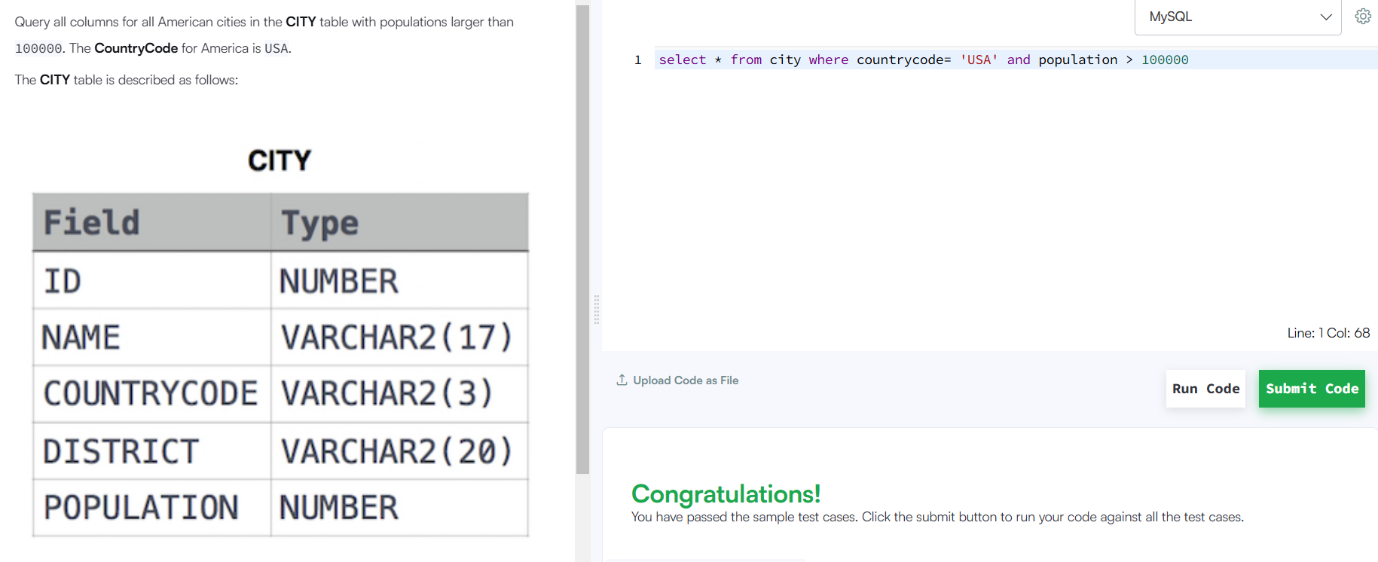 Query all columns for all American cities in the CITY table with populations larger than
100000. The CountryCode for America is USA.
The CITY table is described as follows:
CITY
Field Type
ID NUMBER
NAME VARCHAR2(17)
COUNTRYCODE VARCHAR2(3)
DISTRICT VARCHAR2(20)
POPULATION NUMBER
MySQL
1 select * from city where countrycode= 'USA' and population > 100000
Line: 1 Col: 68
Upload Code as File
Run Code
Submit Code
Congratulations!
You have passed the sample test cases. Click the submit button to run your code against all the test cases.